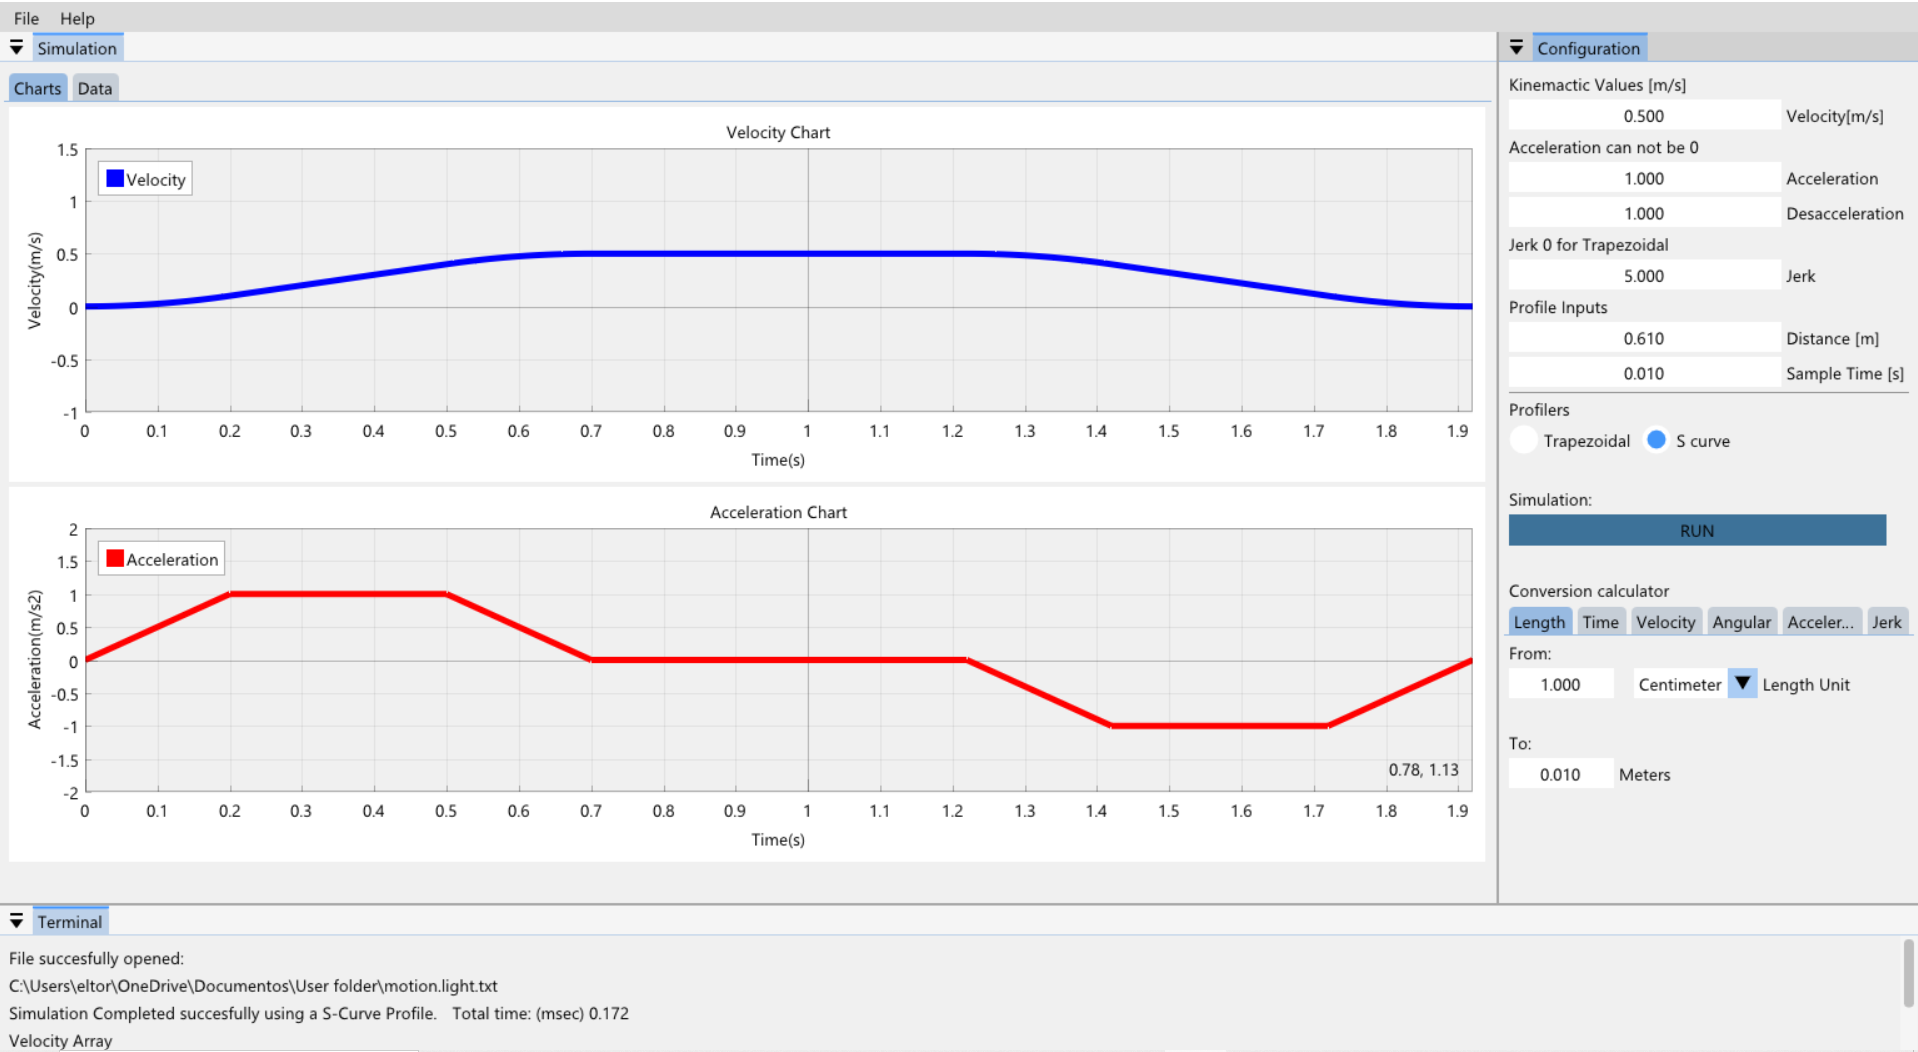 File Help
Simulation
Charts Data
Velocity Chart
Velocity
Velocity(m/s)
1.5
1
0.5
0
-0.5
-1
0 0.1 0.2 0.3 0.4 0.5 0.6 0.7 0.8 0.9 1 1.1 1.2 1.3 1.4 1.5 1.6 1.7 1.8 1.9
Time(s)
Acceleration Chart
Acceleration
Acceleration(m/s2)
2
1.5
1
0.5
0
-0.5
-1
-1.5
-2
0.78, 1.13
0 0.1 0.2 0.3 0.4 0.5 0.6 0.7 0.8 0.9 1 1.1 1.2 1.3 1.4 1.5 1.6 1.7 1.8 1.9
Time(s)
Configuration
Kinemactic Values [m/s]
0.500 Velocity[m/s]
Acceleration can not be 0
1.000 Acceleration
1.000 Desacceleration
Jerk 0 for Trapezoidal
5.000 Jerk
Profile Inputs
0.610 Distance [m]
0.010 Sample Time [s]
Profilers
Trapezoidal S curve
Simulation:
RUN
Conversion calculator
Length Time Velocity Angular Acceler... Jerk
From:
1.000 Centimeter Length Unit
To:
0.010 Meters
Terminal
File succesfully opened:
C:\Users\eltor\OneDrive\Documentos\User folder\motion.light.txt
Simulation Completed succesfully using a S-Curve Profile. Total time: (msec) 0.172
Velocity Array